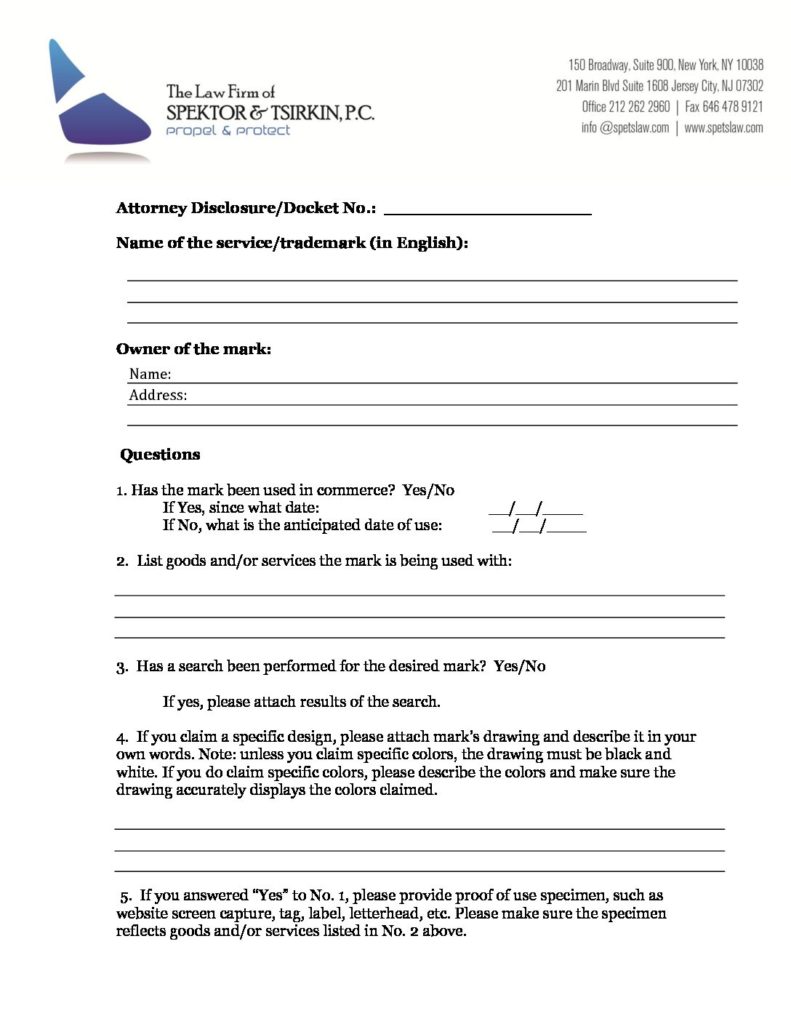 The Law Firm of
SPEKTOR & TSIRKIN, P.C.
propel & protect
150 Broadway, Suite 900, New York, NY 10038
201 Marin Blvd Suite 1608 Jersey City, NJ 07302
Office 212 262 2960 | Fax 646 478 9121
info @spetslaw.com | www.spetslaw.com
Attorney Disclosure/Docket No.: ____________________
Name of the service/trademark (in English):
Owner of the mark:
Name:
Address:
Questions
1. Has the mark been used in commerce? Yes/No
If Yes, since what date: __/__/____
If No, what is the anticipated date of use: __/__/____
2. List goods and/or services the mark is being used with:
3. Has a search been performed for the desired mark? Yes/No
If yes, please attach results of the search.
4. If you claim a specific design, please attach mark’s drawing and describe it in your
own words. Note: unless you claim specific colors, the drawing must be black and
white. If you do claim specific colors, please describe the colors and make sure the
drawing accurately displays the colors claimed.
5. If you answered “Yes” to No. 1, please provide proof of use specimen, such as
website screen capture, tag, label, letterhead, etc. Please make sure the specimen
reflects goods and/or services listed in No. 2 above.